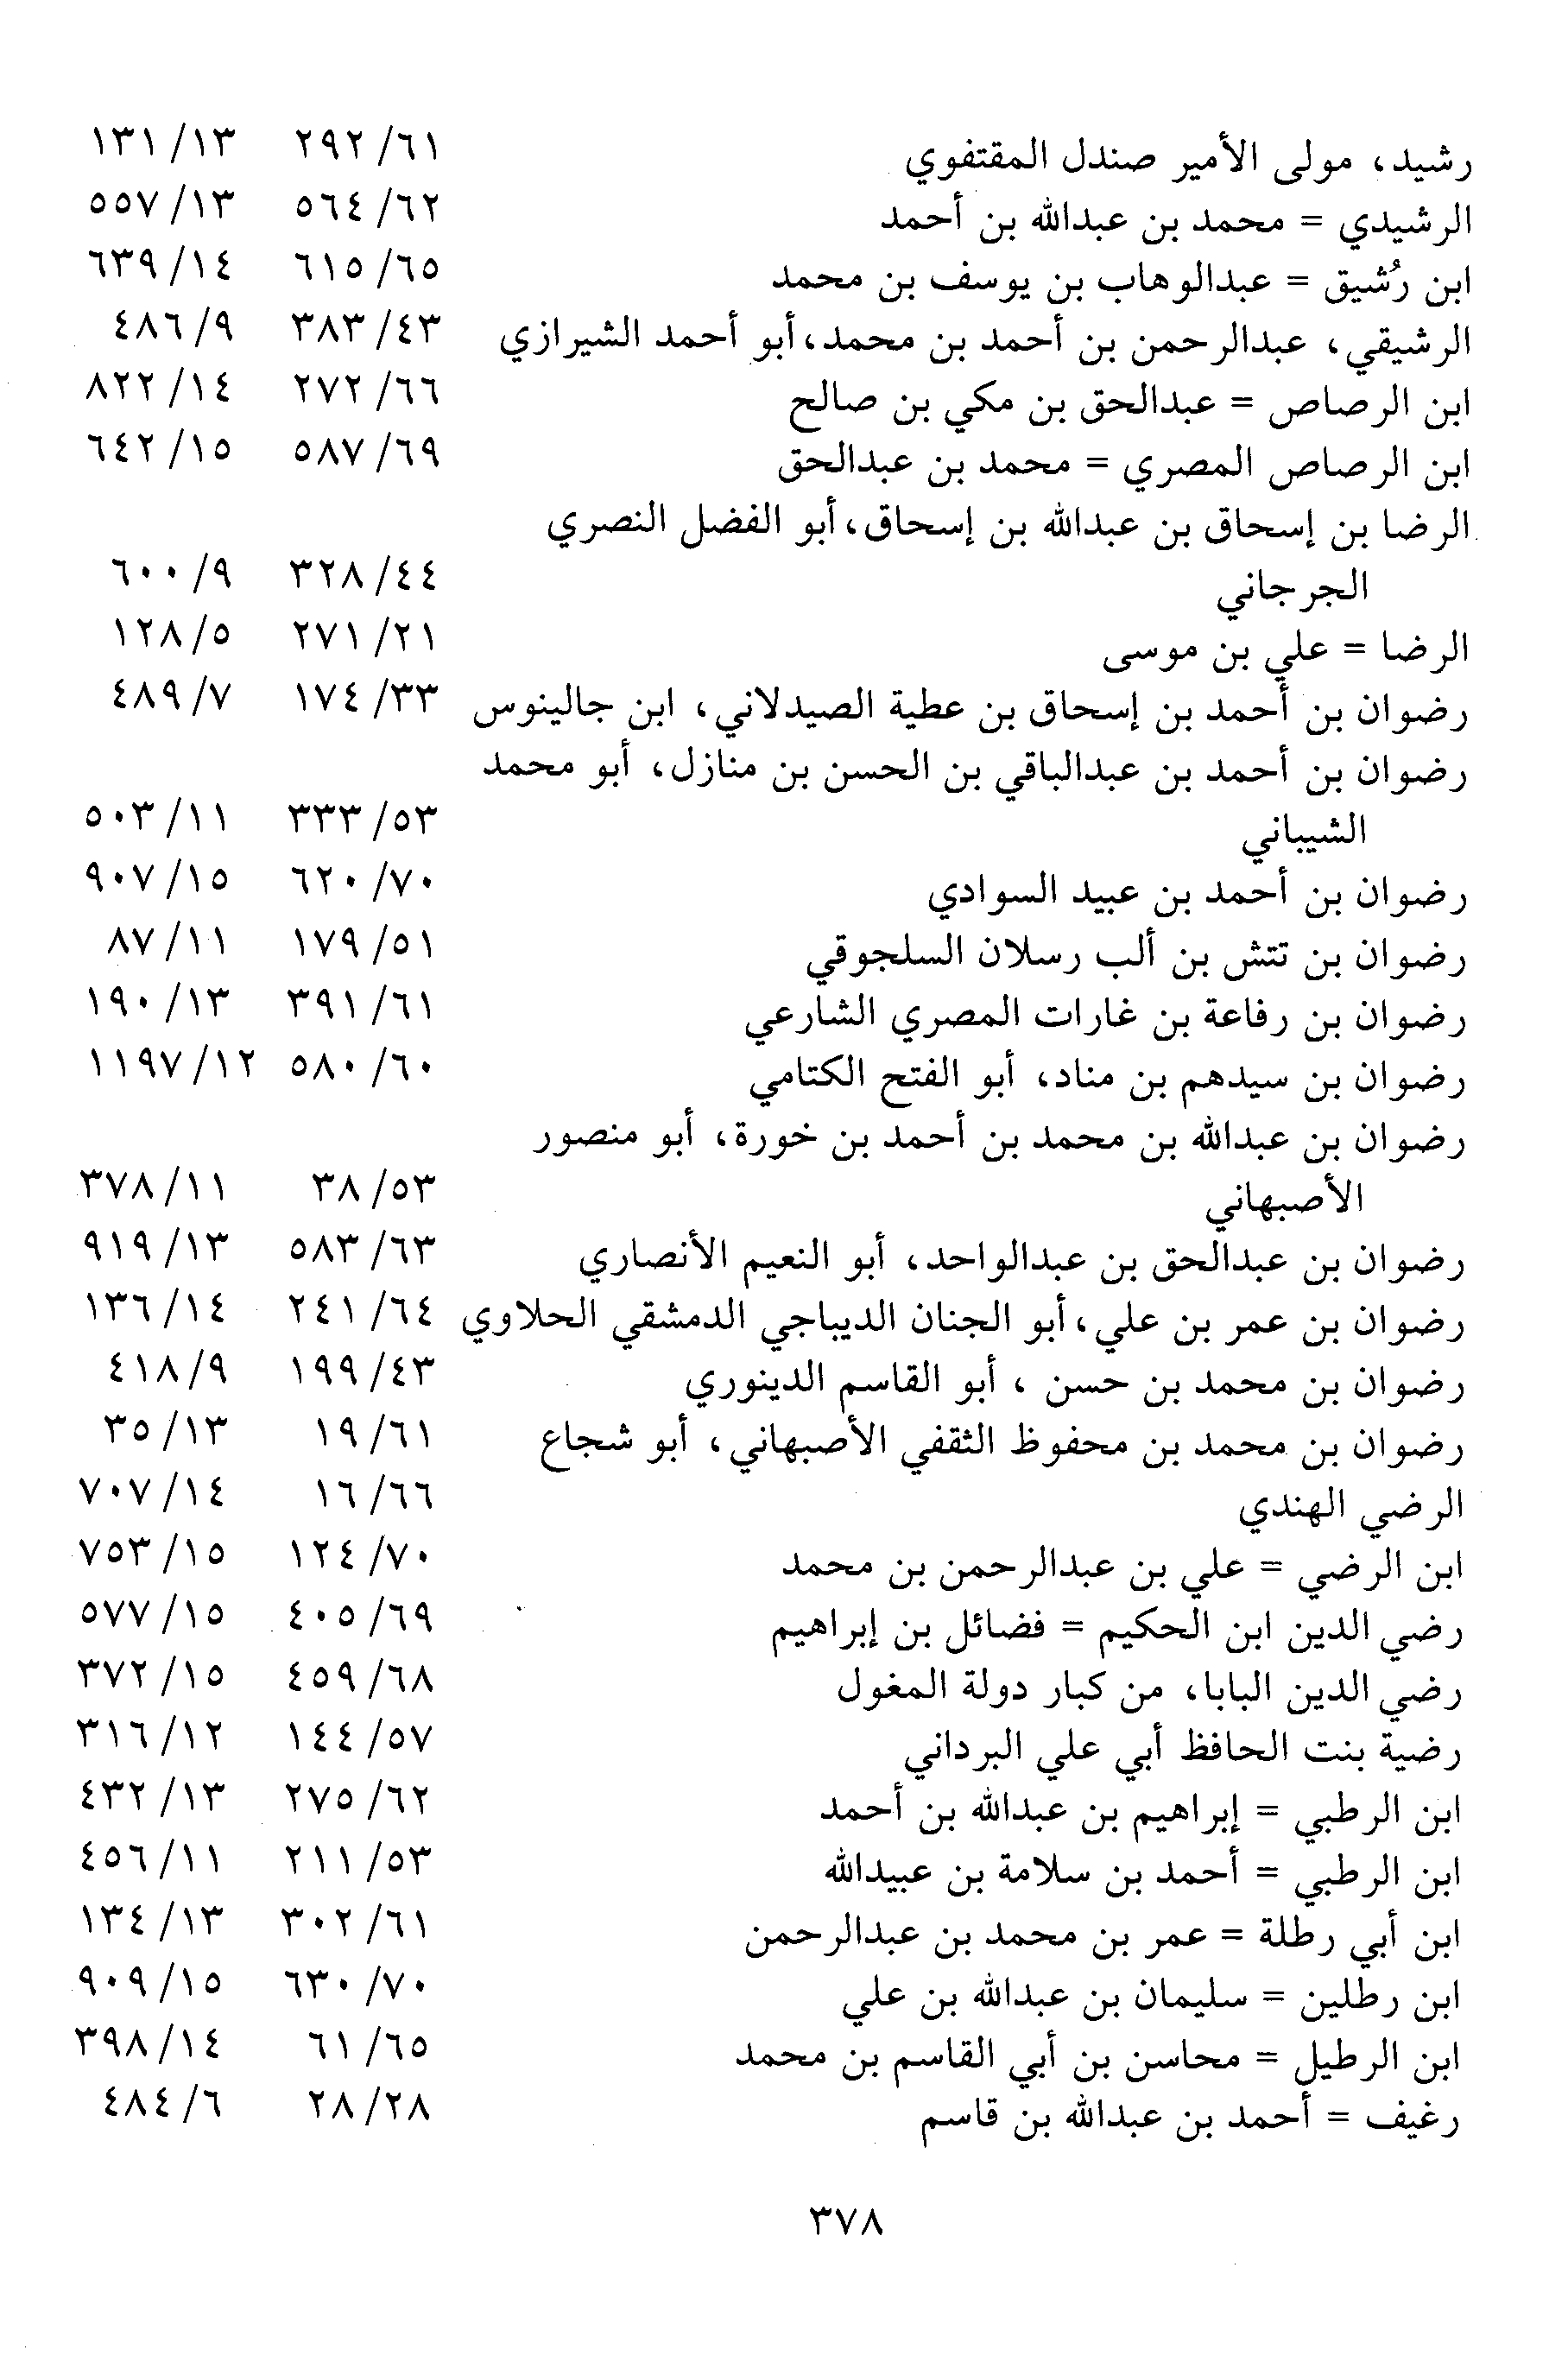 رشيد، مولى الأمير صندل المقتفوي ٦١/ ٢٩٢ ١٣/ ١٣١
الرشيدي = محمد بن عبدالله بن أحمد ٦٢/ ٥٦٤ ١٣/ ٥٥٧
ابن رُشيق = عبدالوهاب بن يوسف بن محمد ٦٥/ ٦١٥ ١٤/ ٦٣٩
الرشيقي، عبدالرحمن بن أحمد بن محمد، أبو أحمد الشيرازي ٤٣/ ٣٨٣ ٩/ ٤٨٦
ابن الرصاص = عبدالحق بن مكي بن صالح ٦٦/ ٢٧٢ ١٤/ ٨٢٢
ابن الرصاص المصري = محمد بن عبدالحق ٦٩/ ٥٨٧ ١٥/ ٦٤٢
الرضا بن إسحاق بن عبدالله بن إسحاق، أبو الفضل النصري
الجرجاني ٤٤/ ٣٢٨ ٩/ ٦٠٠
الرضا = علي بن موسى ٢١/ ٢٧١ ٥/ ١٢٨
رضوان بن أحمد بن إسحاق بن عطية الصيدلاني، ابن جالينوس ٣٣/ ١٧٤ ٧/ ٤٨٩
رضوان بن أحمد بن عبدالباقي بن الحسن بن منازل، أبو محمد
الشيباني ٥٣/ ٣٣٣ ١١/ ٥٠٣
رضوان بن أحمد بن عبيد السوادي ٧٠/ ٦٢٠ ١٥/ ٩٠٧
رضوان بن تتش بن ألب رسلان السلجوقي ٥١/ ١٧٩ ١١/ ٨٧
رضوان بن رفاعة بن غارات المصري الشارعي ٦١/ ٣٩١ ١٣/ ١٩٠
رضوان بن سيدهم بن مناد، أبو الفتح الكتامي ٦٠/ ٥٨٠ ١٢/ ١١٩٧
رضوان بن عبدالله بن محمد بن أحمد بن خورة، أبو منصور
الأصبهاني ٥٣/ ٣٨ ١١/ ٣٧٨
رضوان بن عبدالحق بن عبدالواحد، أبو النعيم الأنصاري ٦٣/ ٥٨٣ ١٣/ ٩١٩
رضوان بن عمر بن علي، أبو الجنان الديباجي الدمشقي الحلاوي ٦٤/ ٢٤١ ١٤/ ١٣٦
رضوان بن محمد بن حسن ، أبو القاسم الدينوري ٤٣/ ١٩٩ ٩/ ٤١٨
رضوان بن محمد بن محفوظ الثقفي الأصبهاني، أبو شجاع ٦١/ ١٩ ١٣/ ٣٥
الرضي الهندي ٦٦/ ١٦ ١٤/ ٧٠٧
ابن الرضي = علي بن عبدالرحمن بن محمد ٧٠/ ١٢٤ ١٥/ ٧٥٣
رضي الدين ابن الحكيم = فضائل بن إبراهيم ٦٩/ ٤٠٥ ١٥/ ٥٧٧
رضي الدين البابا، من كبار دولة المغول ٦٨/ ٤٥٩ ١٥/ ٣٧٢
رضية بنت الحافظ أبي علي البرداني ٥٧/ ١٤٤ ١٢/ ٣١٦
ابن الرطبي = إبراهيم بن عبدالله بن أحمد ٦٢/ ٢٧٥ ١٣/ ٤٣٢
ابن الرطبي = أحمد بن سلامة بن عبيدالله ٥٣/ ٢١١ ١١/ ٤٥٦
ابن أبي رطلة = عمر بن محمد بن عبدالرحمن ٦١/ ٣٠٢ ١٣/ ١٣٤
ابن رطلين = سليمان بن عبدالله بن علي ٧٠/ ٦٣٠ ١٥/ ٩٠٩
ابن الرطيل = محاسن بن أبي القاسم بن محمد ٦٥/ ٦١ ١٤/ ٣٩٨
رغيف = أحمد بن عبدالله بن قاسم ٢٨/ ٢٨ ٦/ ٤٨٤
٣٧٨